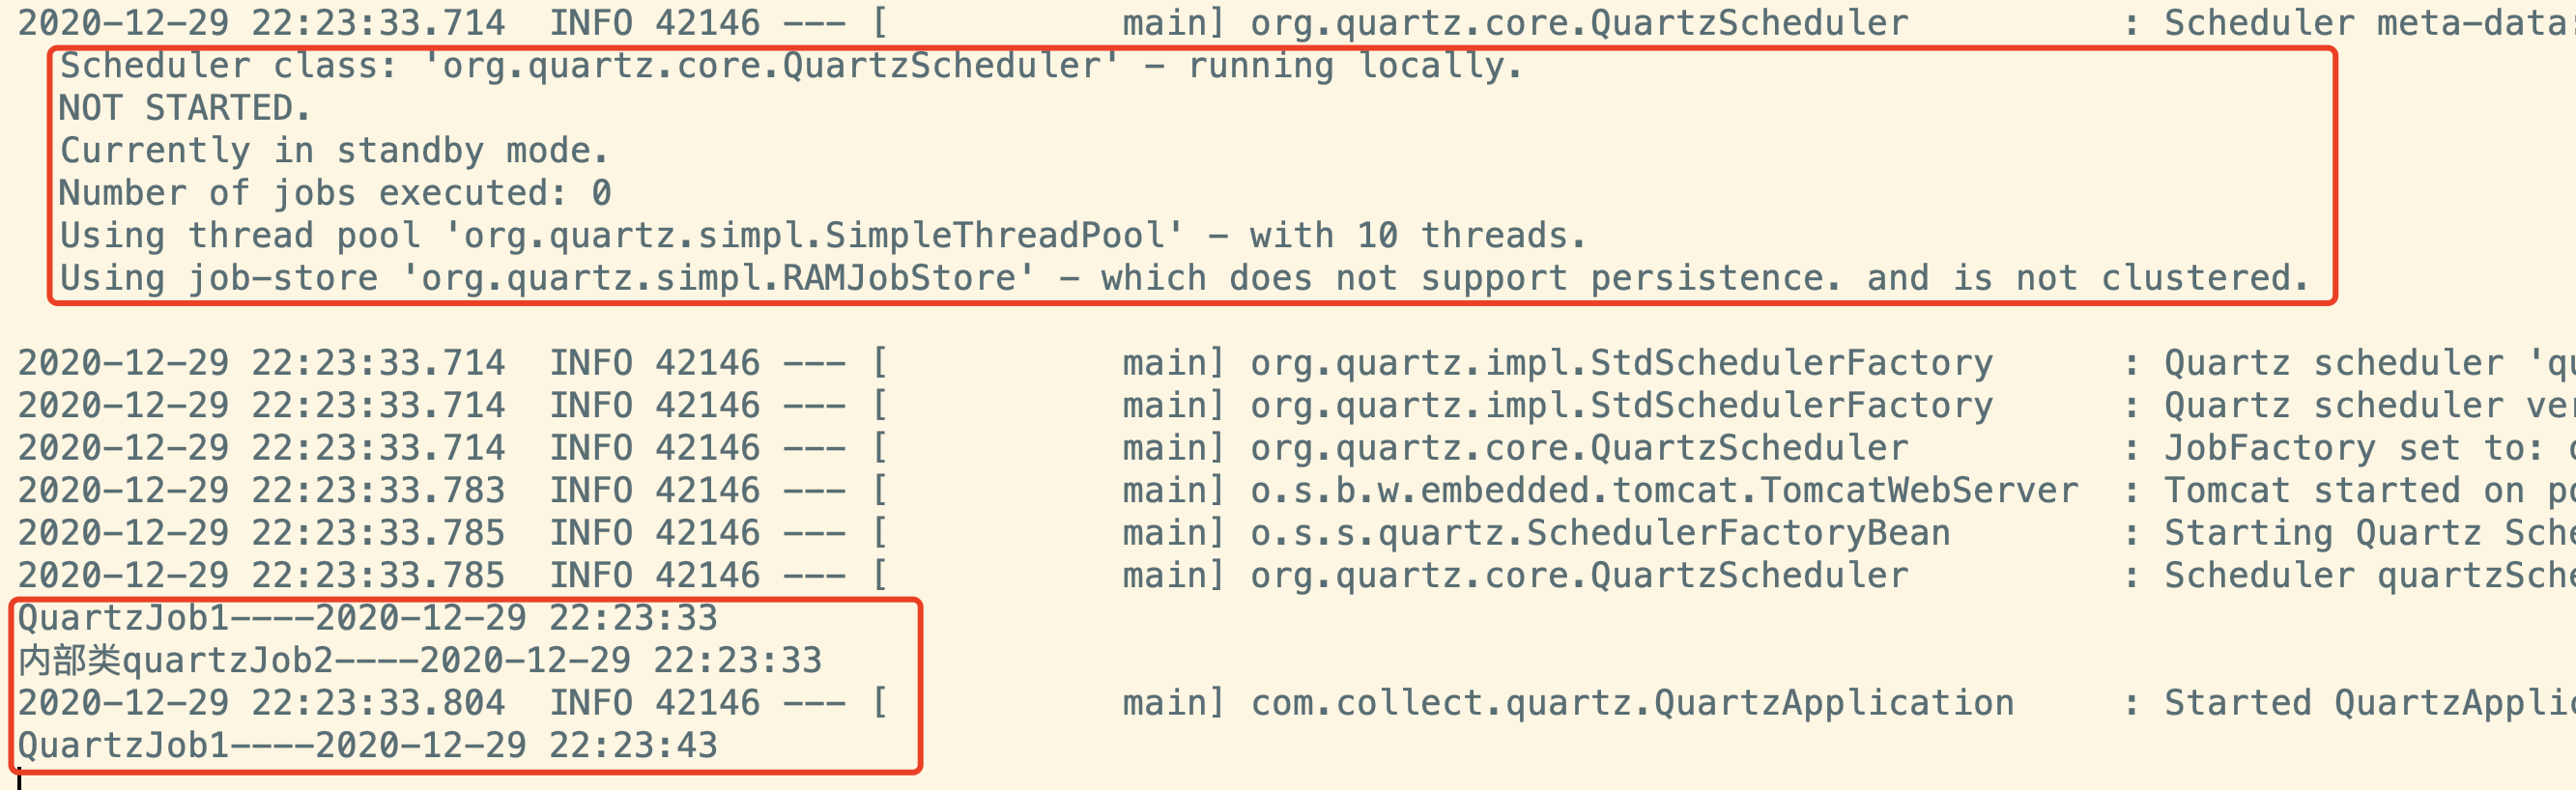 2020-12-29 22:23:33.714  INFO 42146 --- [           main] org.quartz.core.QuartzScheduler          : Scheduler meta-data:
Scheduler class: 'org.quartz.core.QuartzScheduler' - running locally.
NOT STARTED.
Currently in standby mode.
Number of jobs executed: 0
Using thread pool 'org.quartz.simpl.SimpleThreadPool' - with 10 threads.
Using job-store 'org.quartz.simpl.RAMJobStore' - which does not support persistence. and is not clustered.
2020-12-29 22:23:33.714  INFO 42146 --- [           main] org.quartz.impl.StdSchedulerFactory      : Quartz scheduler
2020-12-29 22:23:33.714  INFO 42146 --- [           main] org.quartz.impl.StdSchedulerFactory      : Quartz scheduler
2020-12-29 22:23:33.714  INFO 42146 --- [           main] org.quartz.core.QuartzScheduler          : JobFactory set to:
2020-12-29 22:23:33.783  INFO 42146 --- [           main] o.s.b.w.embedded.tomcat.TomcatWebServer  : Tomcat started on
2020-12-29 22:23:33.785  INFO 42146 --- [           main] o.s.s.quartz.SchedulerFactoryBean        : Starting Quartz
2020-12-29 22:23:33.785  INFO 42146 --- [           main] org.quartz.core.QuartzScheduler          : Scheduler
QuartzJob1----2020-12-29 22:23:33
内部类quartzJob2----2020-12-29 22:23:33
2020-12-29 22:23:33.804  INFO 42146 --- [           main] com.collect.quartz.QuartzApplication     : Started
QuartzJob1----2020-12-29 22:23:43